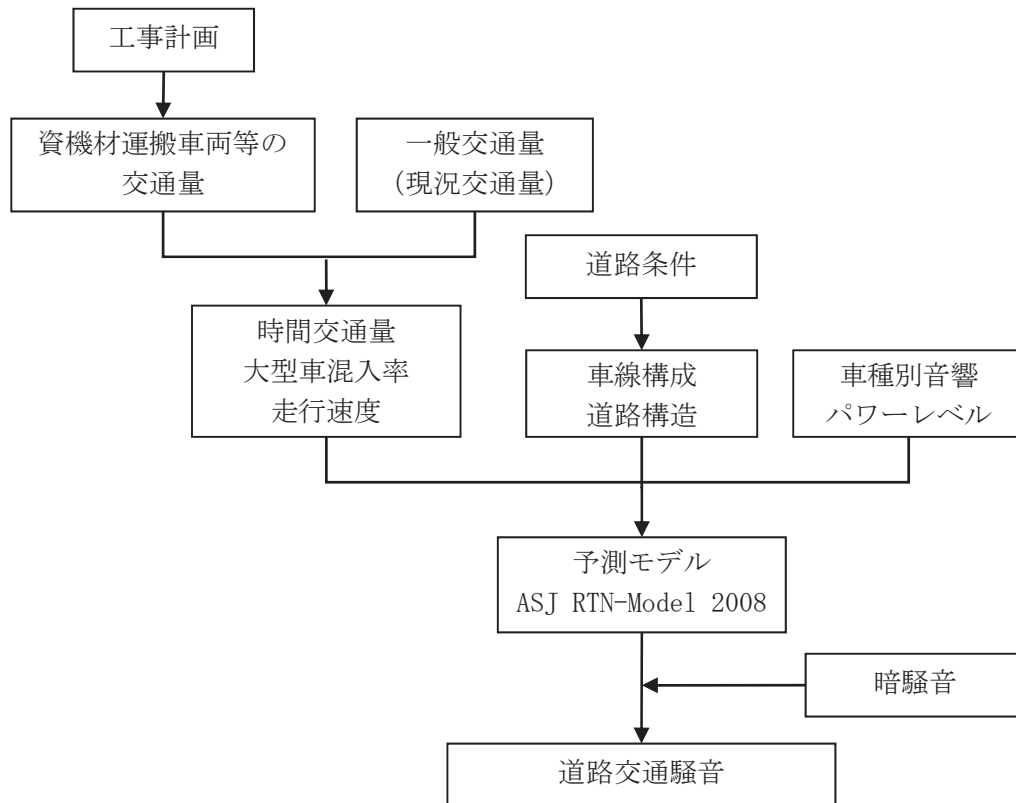 工事計画
資機材運搬車両等の
交通量
一般交通量
(現況交通量)
道路条件
時間交通量
大型車混入率
走行速度
車線構成
道路構造
車種別音響
パワーレベル
予測モデル
ASJ RTN-Model 2008
暗騒音
道路交通騒音